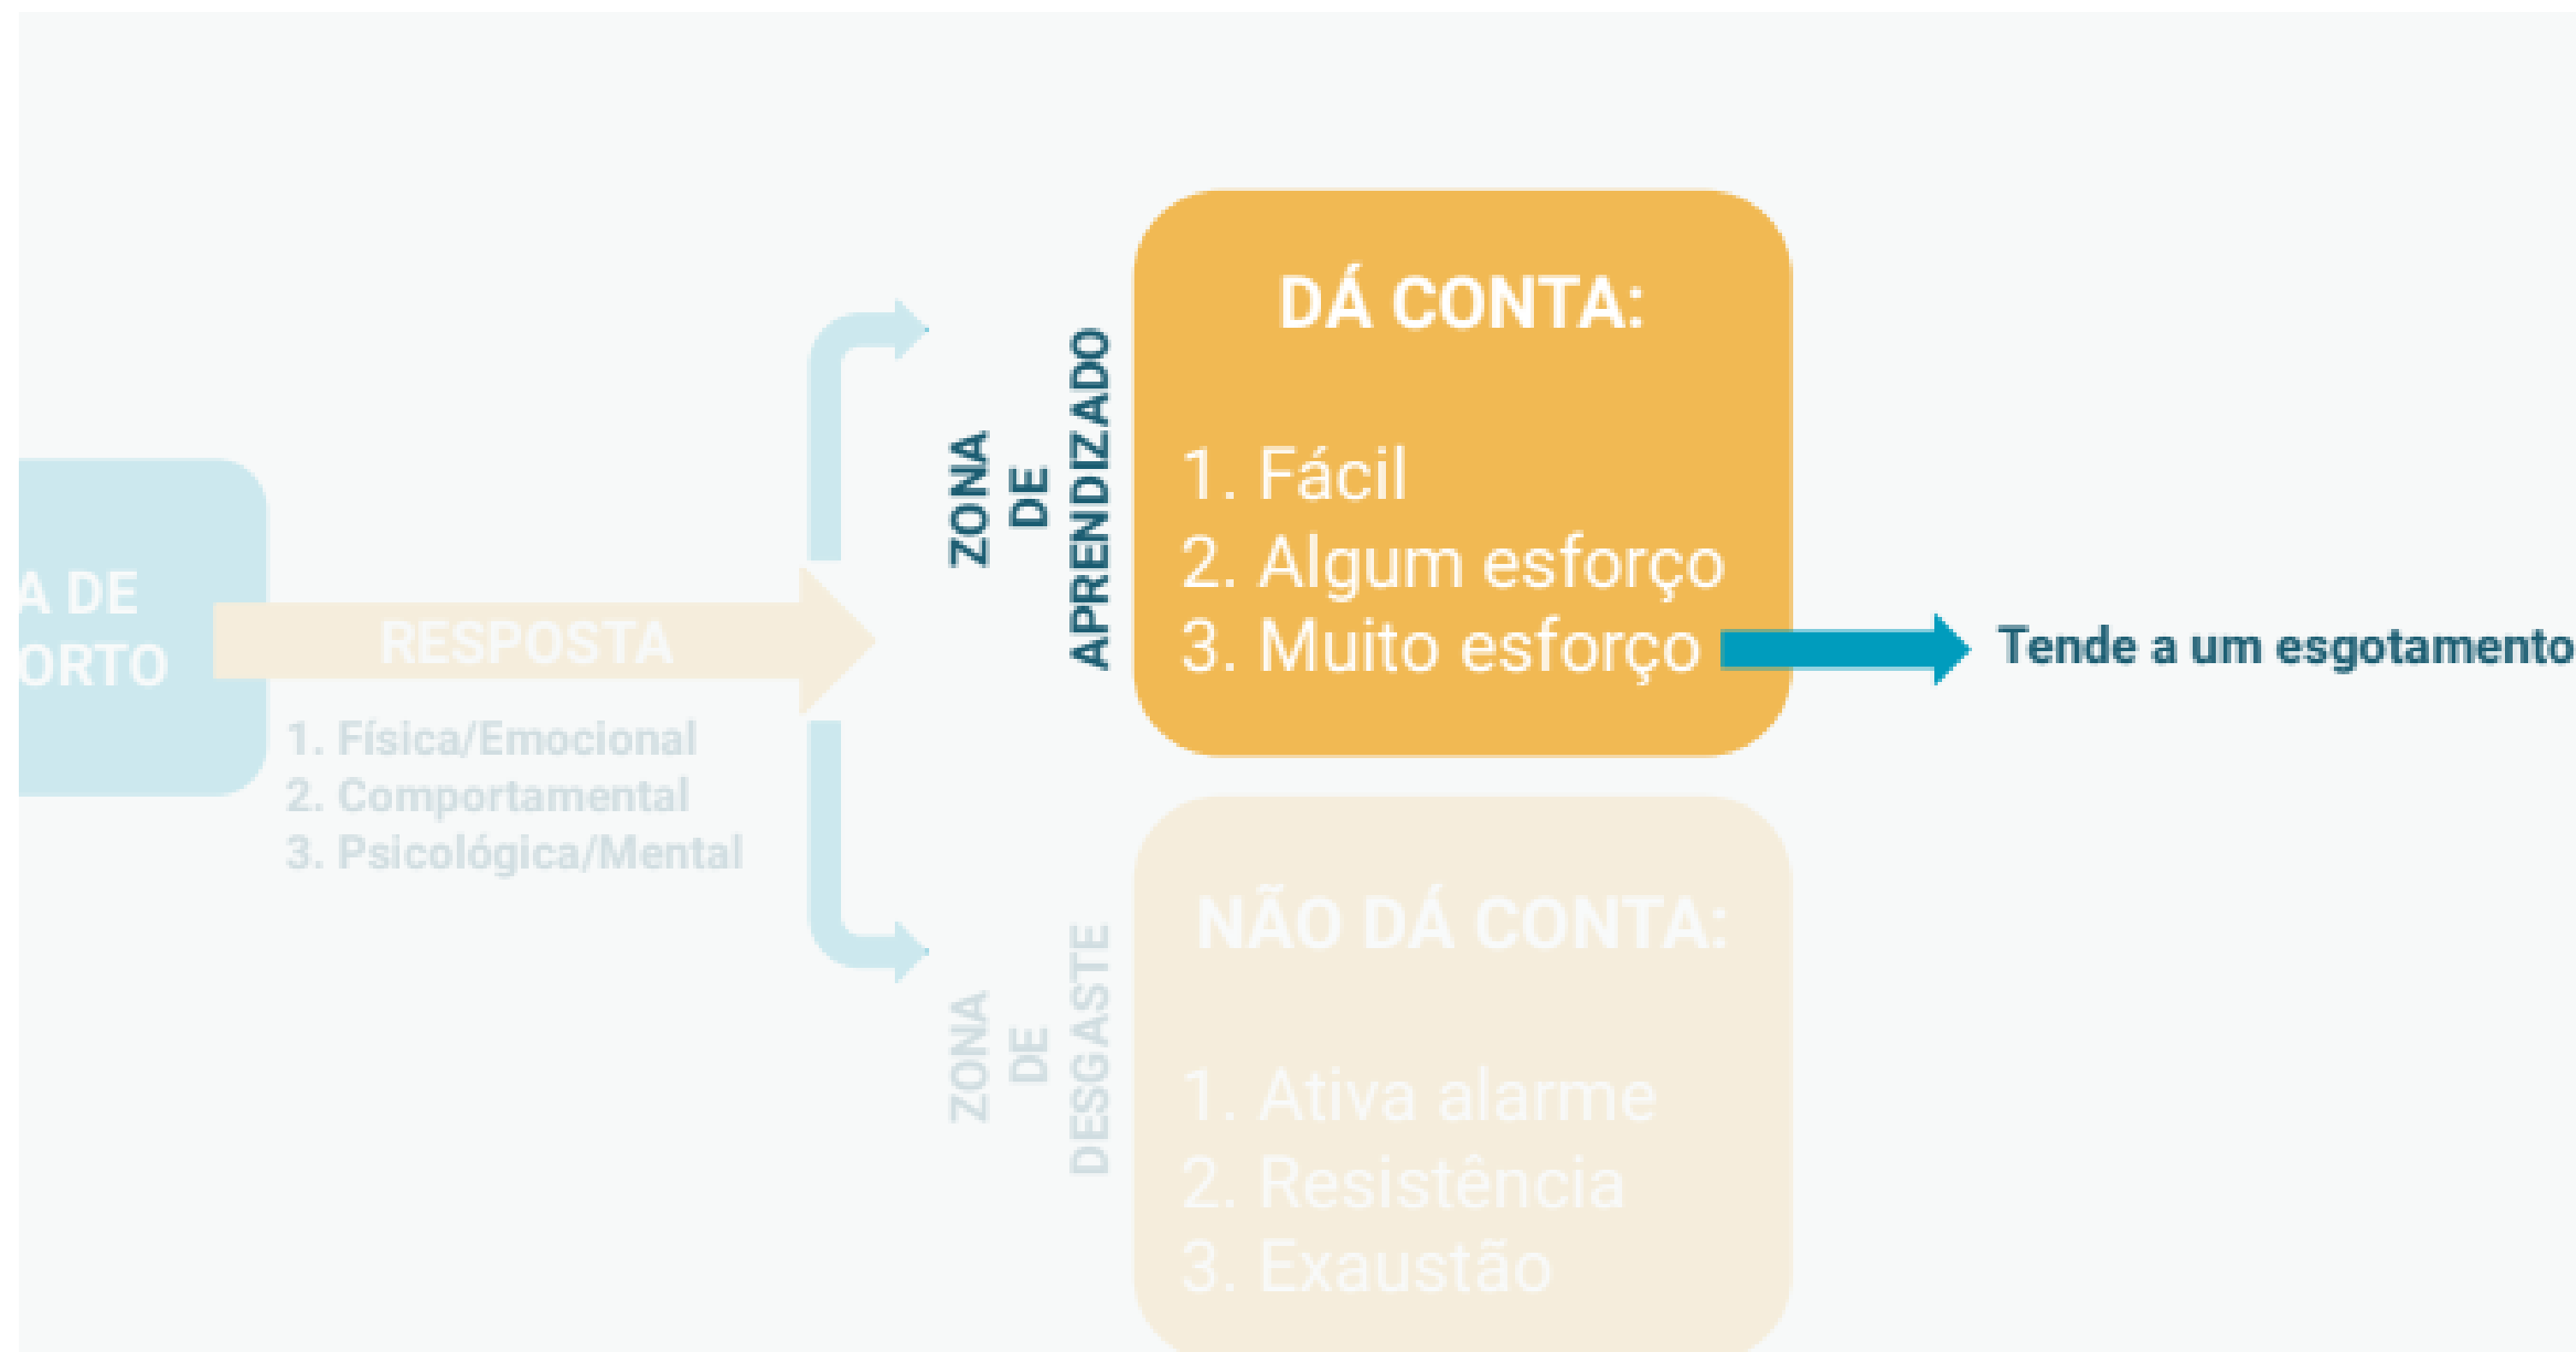 A DE
ORTO
RESPOSTA
1. Física/Emocional
2. Comportamental
3. Psicológica/Mental
ZONA
DE
APRENDIZADO
DÁ CONTA:
1. Fácil
2. Algum esforço
3. Muito esforço
Tende a um esgotamento
ZONA
DE
DESGASTE
NÃO DÁ CONTA:
1. Ativa alarme
2. Resistência
3. Exaustão